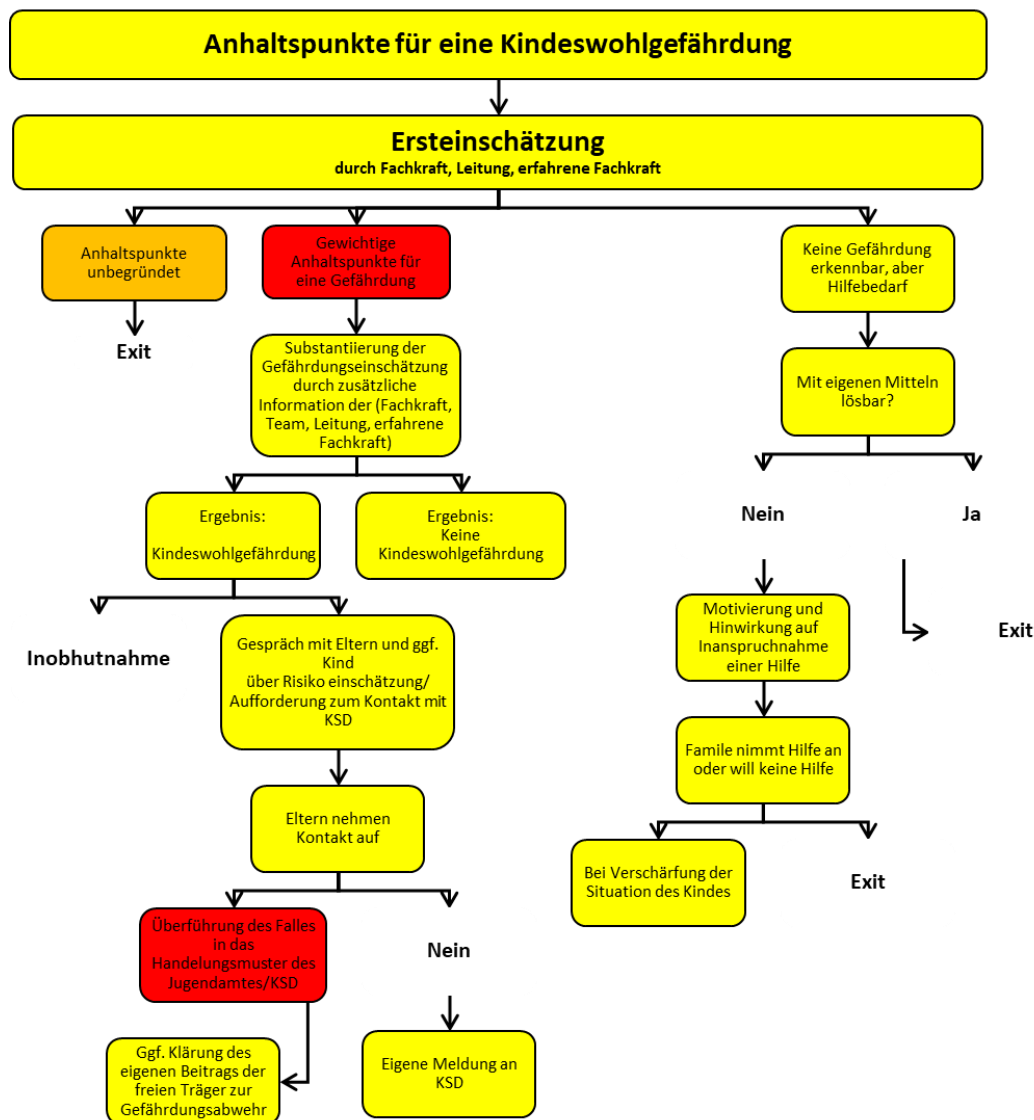 Anhaltspunkte für eine Kindeswohlgefährdung
Ersteinschätzung
durch Fachkraft, Leitung, erfahrene Fachkraft
Anhaltspunkte
unbegründet
Exit
Gewichtige
Anhaltspunkte für
eine Gefährdung
Substantiierung der
Gefährdungseinschätzung
durch zusätzliche
Information der (Fachkraft,
Team, Leitung, erfahrene
Fachkraft)
Ergebnis:
Kindeswohlgefährdung
Ergebnis:
Keine
Kindeswohlgefährdung
Inobhutnahme
Gespräch mit Eltern und ggf.
Kind
über Risiko einschätzung/
Aufforderung zum Kontakt mit
KSD
Eltern nehmen
Kontakt auf
Überführung des Falles
in das
Handelungsmuster des
Jugendamtes/KSD
Nein
Ggf. Klärung des
eigenen Beitrags der
freien Träger zur
Gefährdungsabwehr
Eigene Meldung an
KSD
Keine Gefährdung
erkennbar, aber
Hilfebedarf
Mit eigenen Mitteln
lösbar?
Nein
Ja
Motivierung und
Hinwirkung auf
Inanspruchnahme
einer Hilfe
Exit
Famile nimmt Hilfe an
oder will keine Hilfe
Bei Verschärfung der
Situation des Kindes
Exit